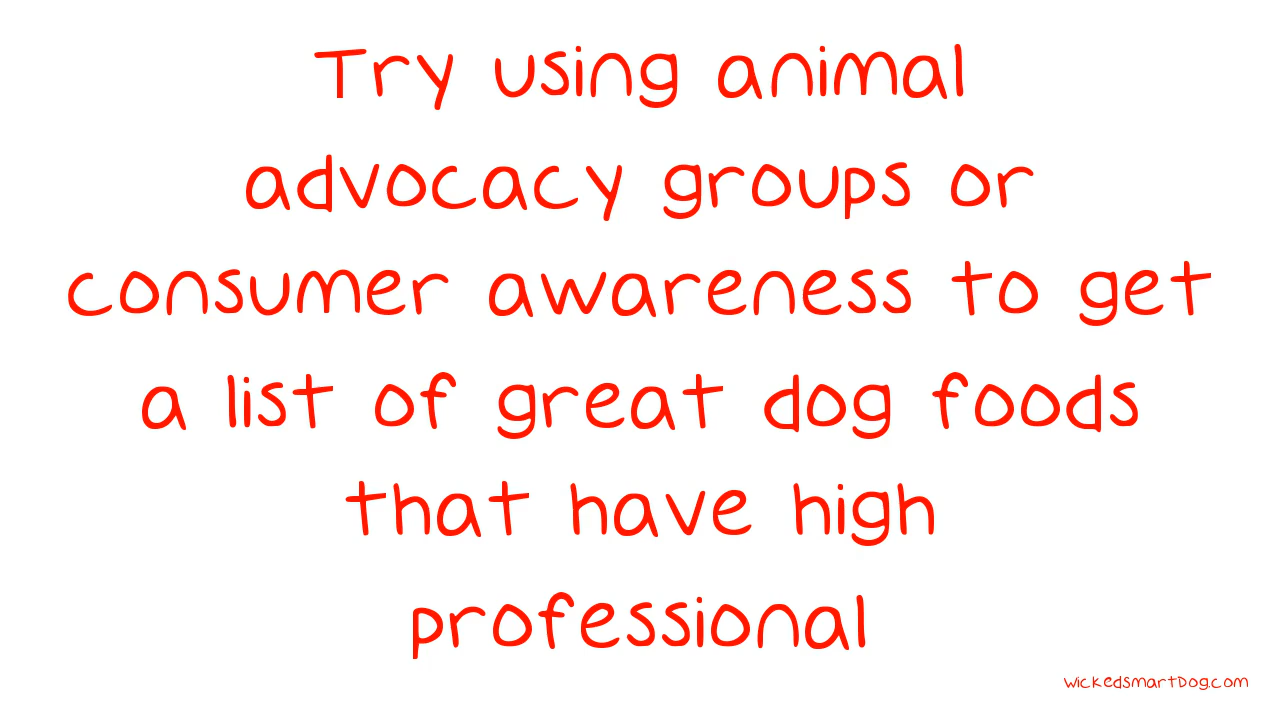 Try using animal
advocacy groups or
consumer awareness to get
a list of great dog foods
that have high
professional
wickedsmartDog.com